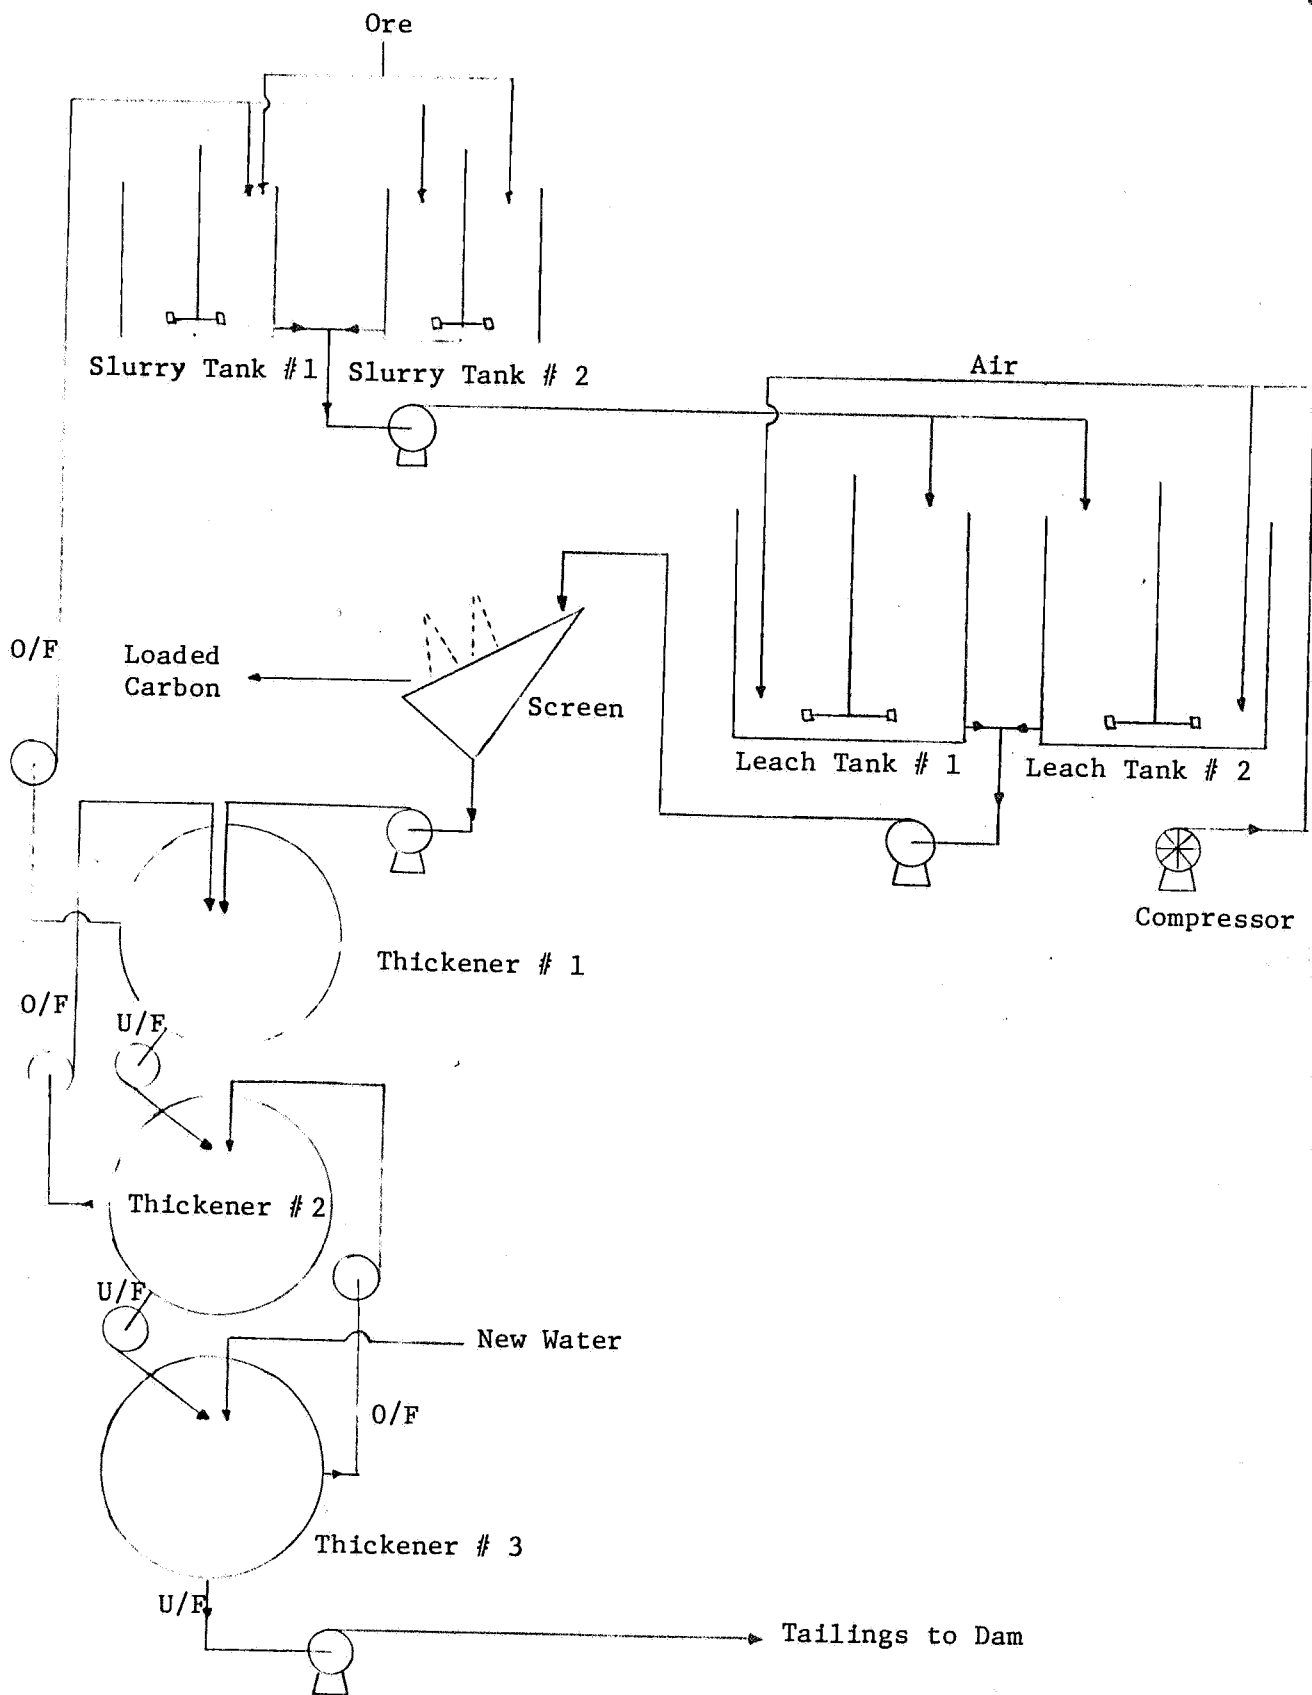 Ore
Slurry Tank #1
Slurry Tank # 2
Air
O/F
Loaded
Carbon
Screen
Leach Tank # 1
Leach Tank # 2
Compressor
Thickener # 1
O/F
U/F
Thickener #2
U/F
New Water
O/F
Thickener # 3
U/F
Tailings to Dam